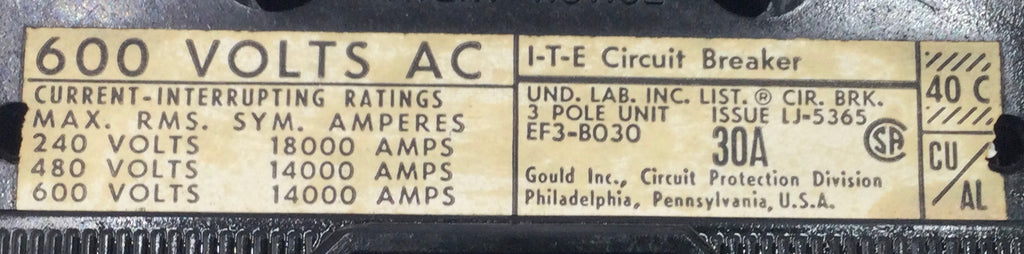 600 VOLTS AC
CURRENT-INTERRUPTING RATINGS
MAX. RMS. SYM. AMPERES
240 VOLTS 18000 AMPS
480 VOLTS 14000 AMPS
600 VOLTS 14000 AMPS
I-T-E Circuit Breaker
UND. LAB. INC. LIST. ® CIR. BRK.
3 POLE UNIT ISSUE LJ-5365
EF3-B030
30A
SA
Gould Inc., Circuit Protection Division
Philadelphia, Pennsylvania, U.S.A.
40 C
CU/AL